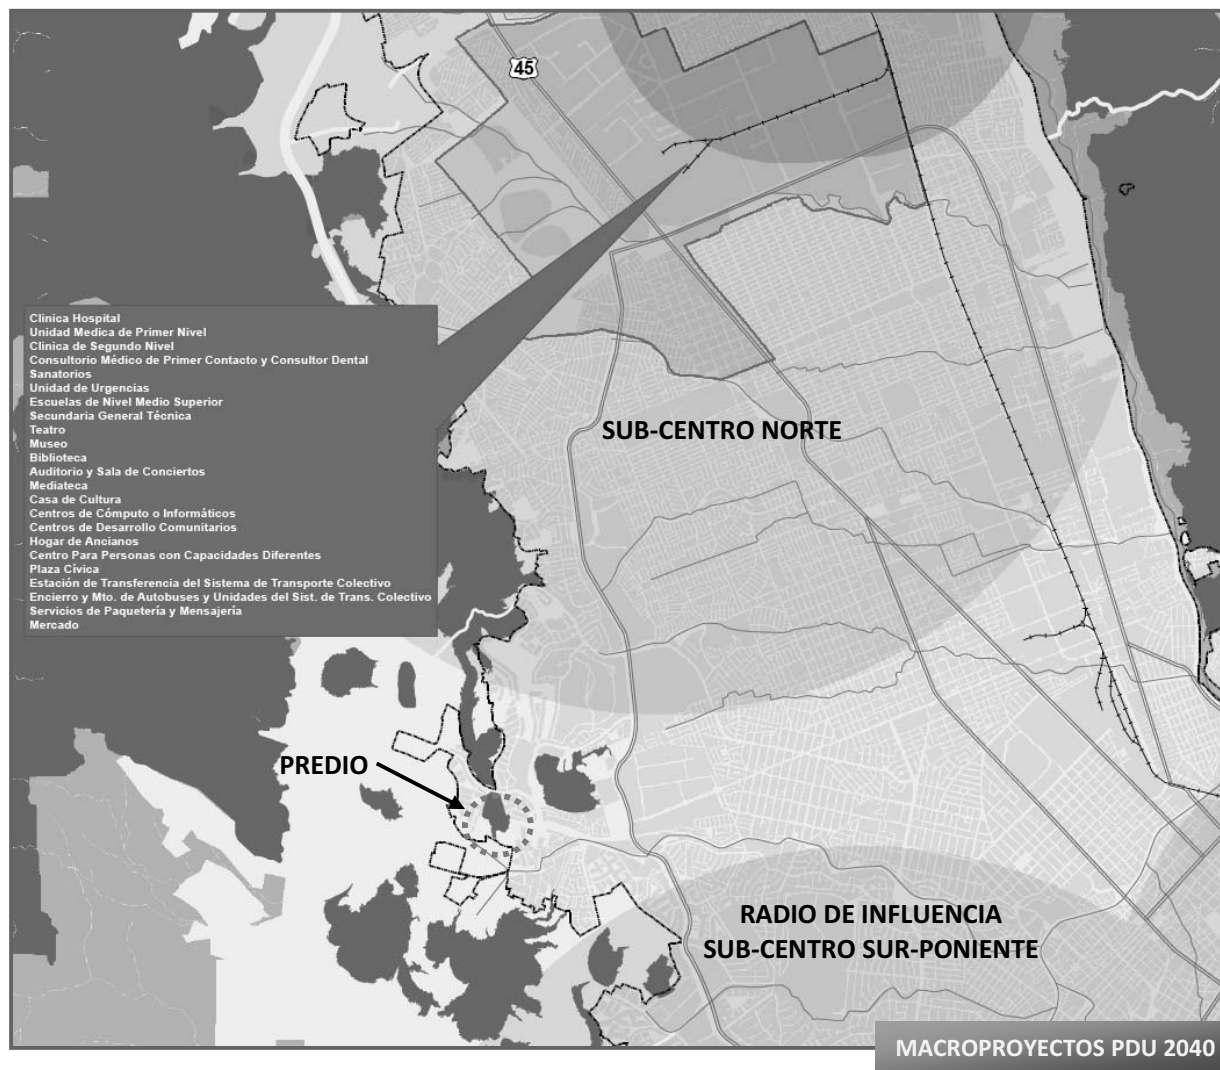 45
Clinica Hospital
Unidad Medica de Primer Nivel
Clinica de Segundo Nivel
Consultorio Médico de Primer Contacto y Consultor Dental
Sanatorios
Unidad de Urgencias
Escuelas de Nivel Medio Superior
Secundaria General Técnica
Teatro
Museo
Biblioteca
Auditorio y Sala de Conciertos
Mediateca
Casa de Cultura
Centros de Cómputo o Informáticos
Centros de Desarrollo Comunitarios
Hogar de Ancianos
Centro Para Personas con Capacidades Diferentes
Plaza Cívica
Estación de Transferencia del Sistema de Transporte Colectivo
Encierro y Mto. de Autobuses y Unidades del Sist. de Trans. Colectivo
Servicios de Paquetería y Mensajería
Mercado
SUB-CENTRO NORTE
PREDIO
RADIO DE INFLUENCIA
SUB-CENTRO SUR-PONIENTE
MACROPROYECTOS PDU 2040